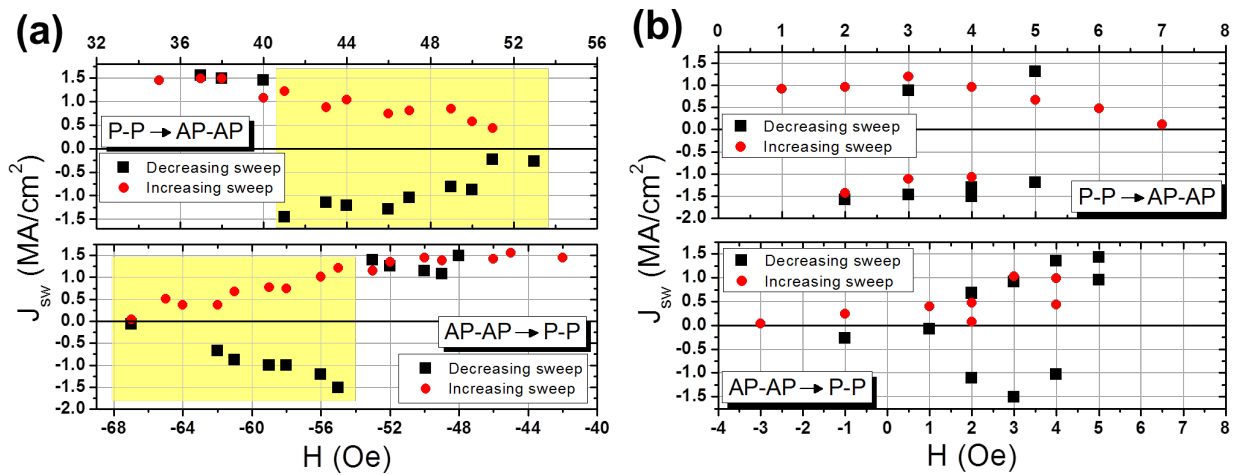 (a)
32 36 40 44 48 52 56
1.5
1.0
0.5
0.0
-0.5
-1.0
-1.5
P-P → AP-AP
Decreasing sweep
Increasing sweep
J_sw (MA/cm²)
1.5
1.0
0.5
0.0
-0.5
-1.0
-1.5
-2.0
AP-AP → P-P
Decreasing sweep
Increasing sweep
-68 -64 -60 -56 -52 -48 -44 -40
H (Oe)
(b)
0 1 2 3 4 5 6 7 8
1.5
1.0
0.5
0.0
-0.5
-1.0
-1.5
-2.0
Decreasing sweep
Increasing sweep
P-P → AP-AP
J_sw (MA/cm²)
1.5
1.0
0.5
0.0
-0.5
-1.0
-1.5
Decreasing sweep
Increasing sweep
AP-AP → P-P
-4 -3 -2 -1 0 1 2 3 4 5 6 7 8
H (Oe)